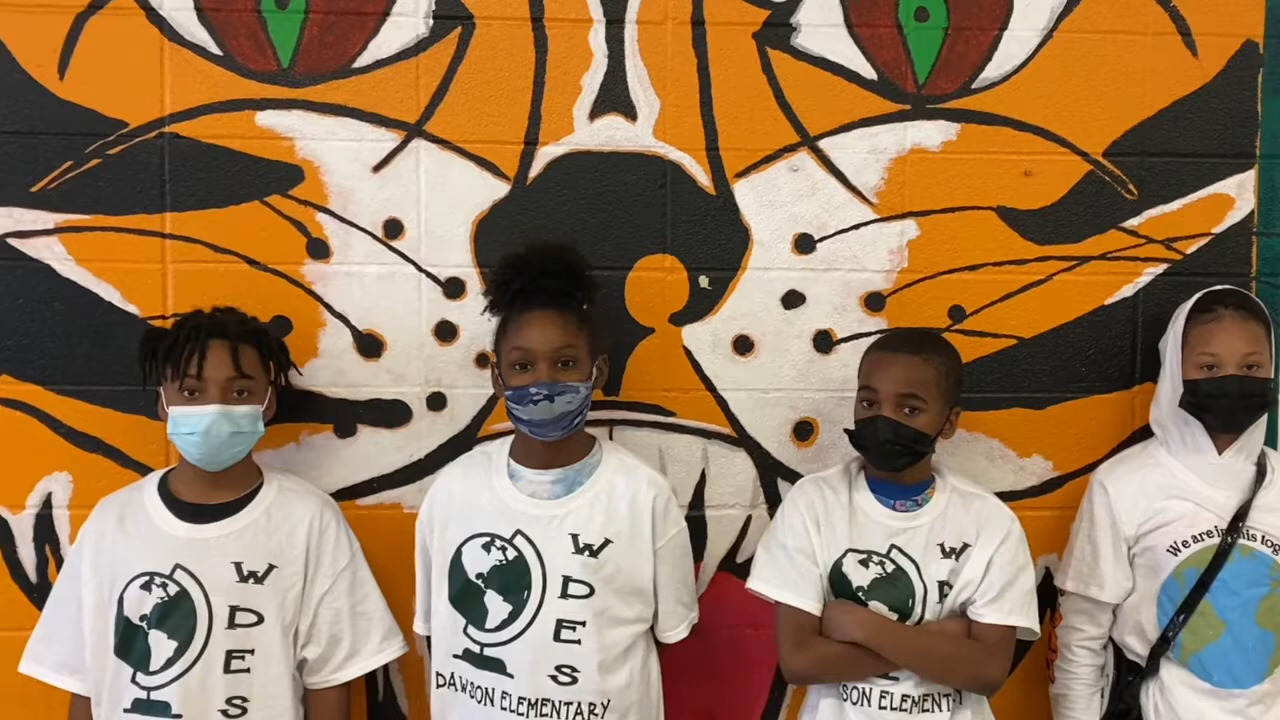 W
D
E
S
W
D
E
S
DAWSON ELEMENTARY
W
D
SON ELEMENT Y
We are in this tog